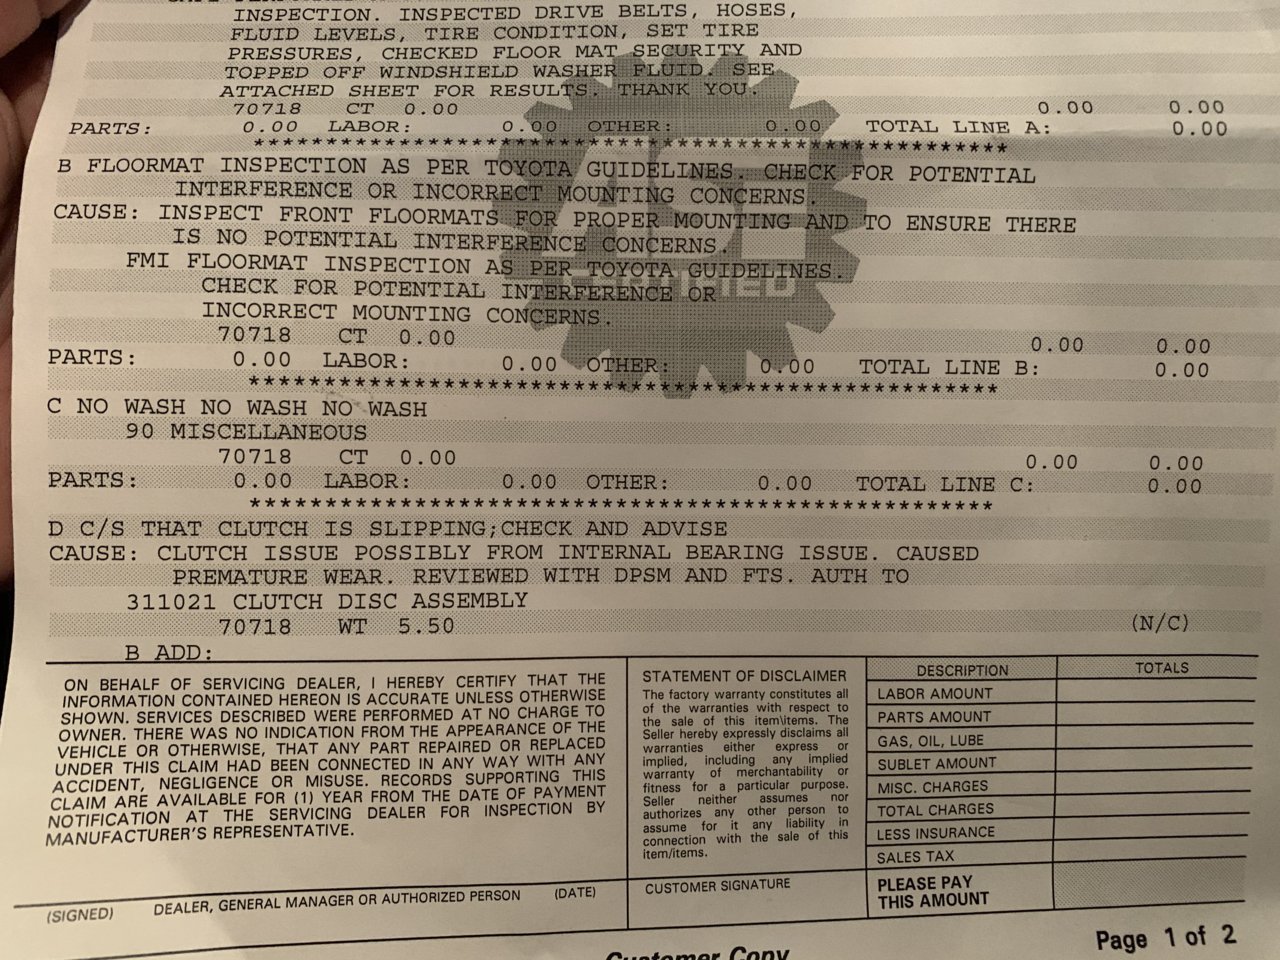 INSPECTION. INSPECTED DRIVE BELTS, HOSES,
FLUID LEVELS, TIRE CONDITION, SET TIRE
PRESSURES, CHECKED FLOOR MAT SECURITY AND
TOPPED OFF WINDSHIELD WASHER FLUID. SEE
ATTACHED SHEET FOR RESULTS. THANK YOU.
70718 CT 0.00 0.00 0.00
PARTS: 0.00 LABOR: 0.00 OTHER: 0.00 TOTAL LINE A: 0.00
**************************************************
B FLOORMAT INSPECTION AS PER TOYOTA GUIDELINES. CHECK FOR POTENTIAL
INTERFERENCE OR INCORRECT MOUNTING CONCERNS.
CAUSE: INSPECT FRONT FLOORMATS FOR PROPER MOUNTING AND TO ENSURE THERE
IS NO POTENTIAL INTERFERENCE CONCERNS.
FMI FLOORMAT INSPECTION AS PER TOYOTA GUIDELINES.
CHECK FOR POTENTIAL INTERFERENCE OR
INCORRECT MOUNTING CONCERNS.
70718 CT 0.00 0.00 0.00
PARTS: 0.00 LABOR: 0.00 OTHER: 0.00 TOTAL LINE B: 0.00
**************************************************
C NO WASH NO WASH NO WASH
90 MISCELLANEOUS
70718 CT 0.00 0.00 0.00
PARTS: 0.00 LABOR: 0.00 OTHER: 0.00 TOTAL LINE C: 0.00
**************************************************
D C/S THAT CLUTCH IS SLIPPING;CHECK AND ADVISE
CAUSE: CLUTCH ISSUE POSSIBLY FROM INTERNAL BEARING ISSUE. CAUSED
PREMATURE WEAR. REVIEWED WITH DPSM AND FTS. AUTH TO
311021 CLUTCH DISC ASSEMBLY
70718 WT 5.50 (N/C)
B ADD:
ON BEHALF OF SERVICING DEALER, I HEREBY CERTIFY THAT THE
INFORMATION CONTAINED HEREON IS ACCURATE UNLESS OTHERWISE
SHOWN. SERVICES DESCRIBED WERE PERFORMED AT NO CHARGE TO
OWNER. THERE WAS NO INDICATION FROM THE APPEARANCE OF THE
VEHICLE OR OTHERWISE, THAT ANY PART REPAIRED OR REPLACED
UNDER THIS CLAIM HAD BEEN CONNECTED IN ANY WAY WITH ANY
ACCIDENT, NEGLIGENCE OR MISUSE. RECORDS SUPPORTING THIS
CLAIM ARE AVAILABLE FOR (1) YEAR FROM THE DATE OF PAYMENT
NOTIFICATION AT THE SERVICING DEALER FOR INSPECTION BY
MANUFACTURER'S REPRESENTATIVE.
(SIGNED) DEALER, GENERAL MANAGER OR AUTHORIZED PERSON (DATE)
STATEMENT OF DISCLAIMER
The factory warranty constitutes all
of the warranties with respect to
the sale of this item\items. The
Seller hereby expressly disclaims all
warranties either express or
implied, including any implied
warranty of merchantability or
fitness for a particular purpose.
Seller neither assumes nor
authorizes any other person to
assume for it any liability in
connection with the sale of this
item/items.
CUSTOMER SIGNATURE
DESCRIPTION TOTALS
LABOR AMOUNT
PARTS AMOUNT
GAS, OIL, LUBE
SUBLET AMOUNT
MISC. CHARGES
TOTAL CHARGES
LESS INSURANCE
SALES TAX
PLEASE PAY
THIS AMOUNT
Customer Copy
Page 1 of 2